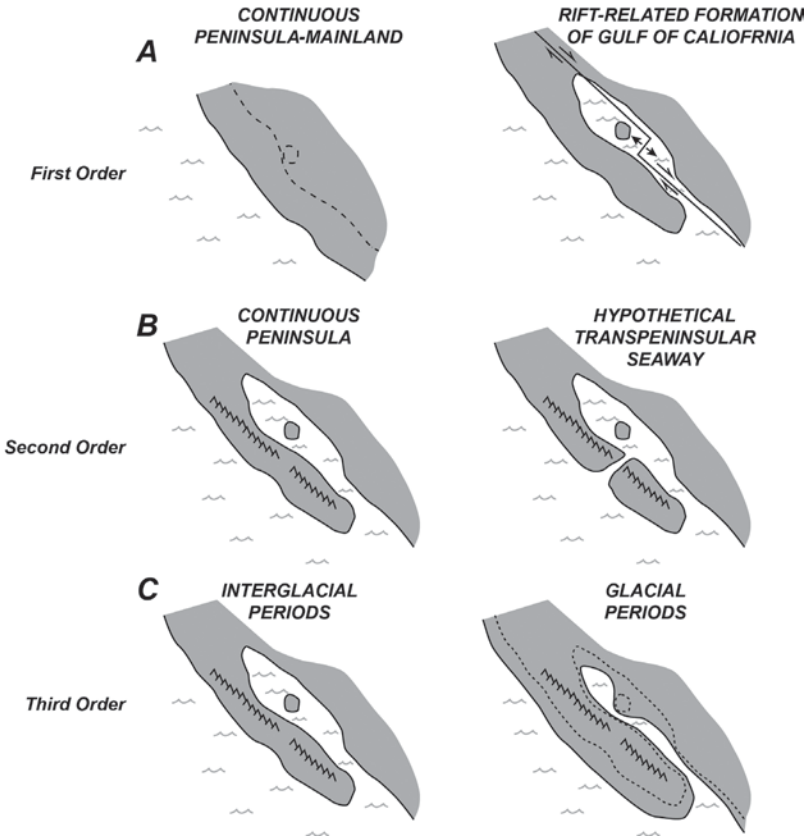 A
CONTINUOUS
PENINSULA-MAINLAND
RIFT-RELATED FORMATION
OF GULF OF CALIOFRNIA
First Order
B
CONTINUOUS
PENINSULA
HYPOTHETICAL
TRANSPENINSULAR
SEAWAY
Second Order
C
INTERGLACIAL
PERIODS
GLACIAL
PERIODS
Third Order